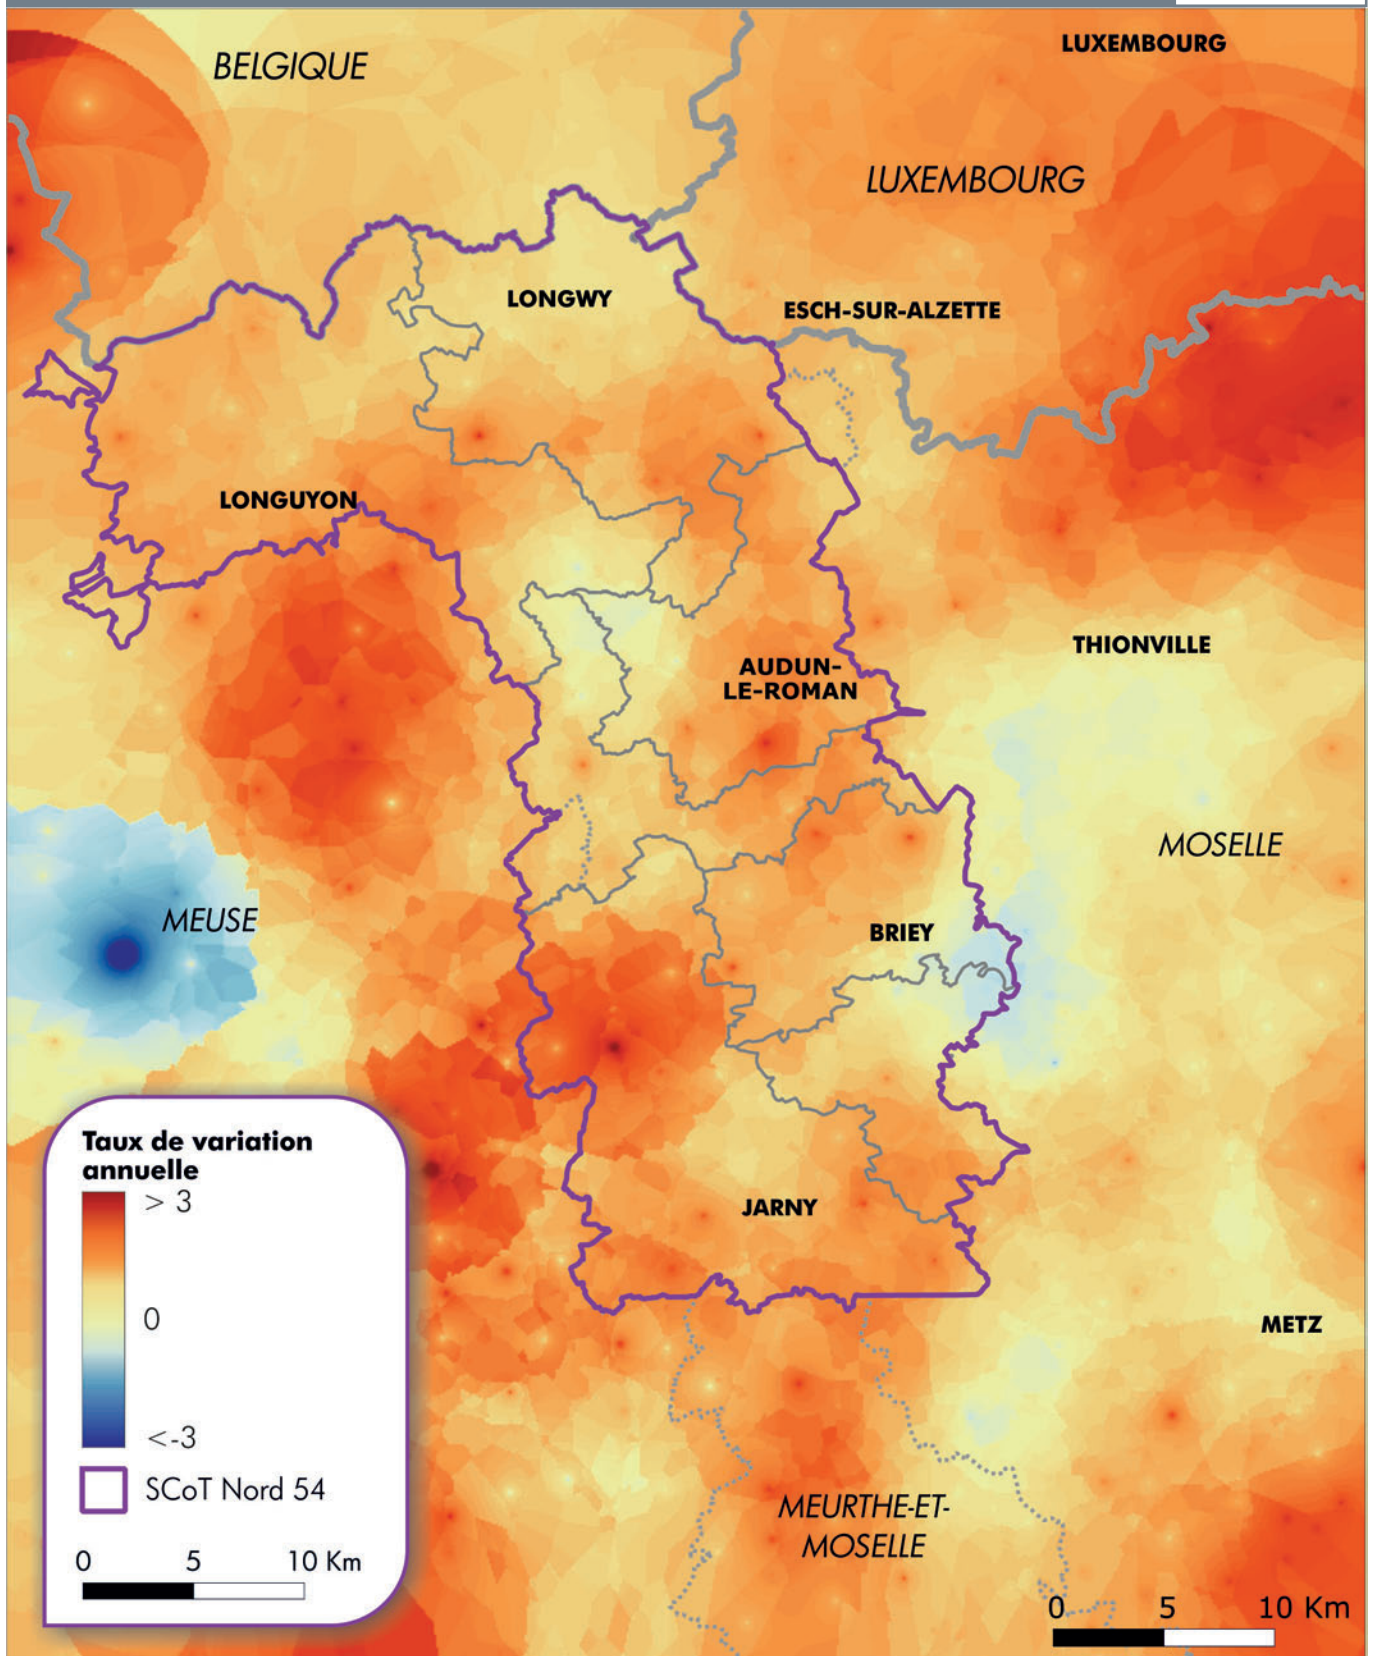 BELGIQUE
LUXEMBOURG
LUXEMBOURG
LONGWY
ESCH-SUR-ALZETTE
LONGUYON
THIONVILLE
AUDUN-
LE-ROMAN
MOSELLE
MEUSE
BRIEY
JARNY
METZ
MEURTHE-ET-
MOSELLE
Taux de variation
annuelle
> 3
0
<-3
SCoT Nord 54
0 5 10 Km
0 5 10 Km